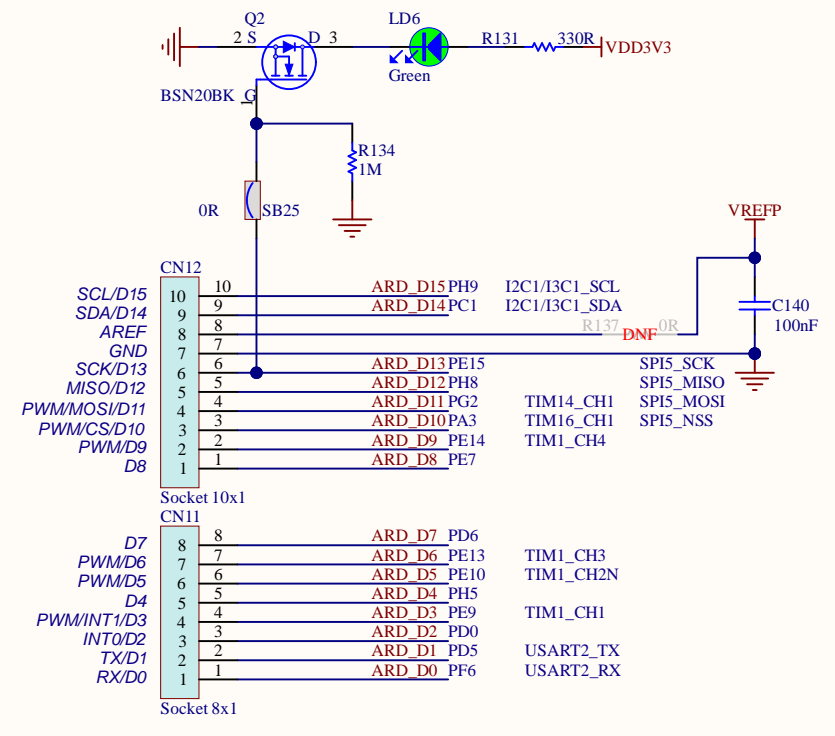 Q2 LD6
2 S D 3 R131 330R VDD3V3
Green
BSN20BK G
1
R134
1M
0R SB25
VREFP
CN12
SCL/D15 10 10 ARD_D15 PH9 I2C1/I3C1_SCL
SDA/D14 9 9 ARD_D14 PC1 I2C1/I3C1_SDA
C140
100nF
AREF 8 8 R137 DNF 0R
GND 7 7
SCK/D13 6 6 ARD_D13 PE15 SPI5_SCK
MISO/D12 5 5 ARD_D12 PH8 SPI5_MISO
PWM/MOSI/D11 4 4 ARD_D11 PG2 TIM14_CH1 SPI5_MOSI
PWM/CS/D10 3 3 ARD_D10 PA3 TIM16_CH1 SPI5_NSS
PWM/D9 2 2 ARD_D9 PE14 TIM1_CH4
D8 1 1 ARD_D8 PE7
Socket 10x1
CN11
D7 8 8 ARD_D7 PD6
PWM/D6 7 7 ARD_D6 PE13 TIM1_CH3
PWM/D5 6 6 ARD_D5 PE10 TIM1_CH2N
D4 5 5 ARD_D4 PH5
PWM/INT1/D3 4 4 ARD_D3 PE9 TIM1_CH1
INT0/D2 3 3 ARD_D2 PD0
TX/D1 2 2 ARD_D1 PD5 USART2_TX
RX/D0 1 1 ARD_D0 PF6 USART2_RX
Socket 8x1